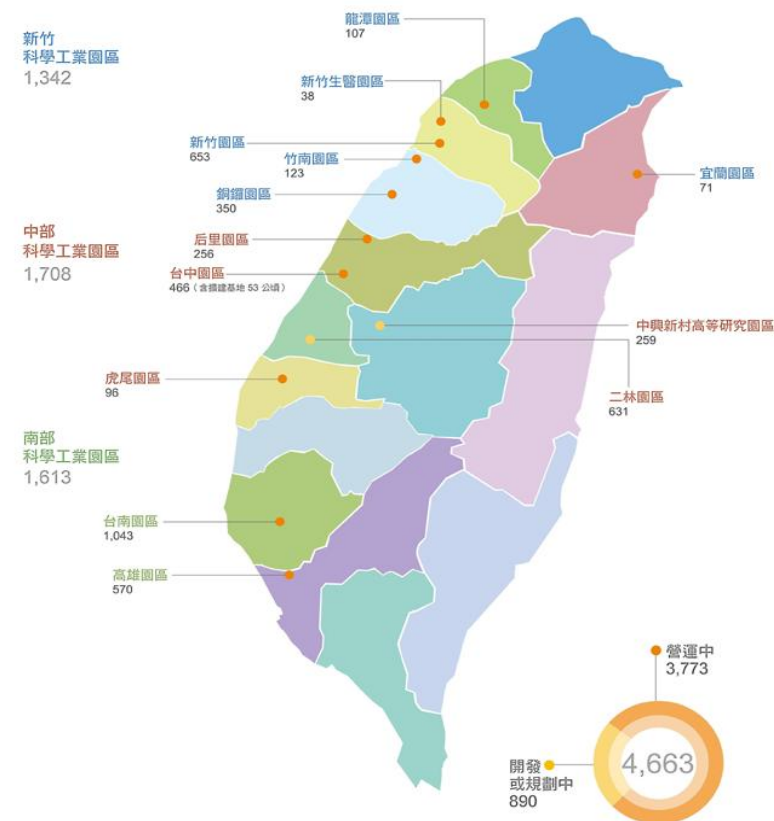 新竹
科學工業園區
1,342
龍潭園區
107
新竹生醫園區
38
新竹園區
653
竹南園區
123
銅鑼園區
350
宜蘭園區
71
中部
科學工業園區
1,708
后里園區
256
台中園區
466（含擴建基地 53 公頃）
中興新村高等研究園區
259
虎尾園區
96
二林園區
631
南部
科學工業園區
1,613
台南園區
1,043
高雄園區
570
營運中
3,773
4,663
開發
或規劃中
890